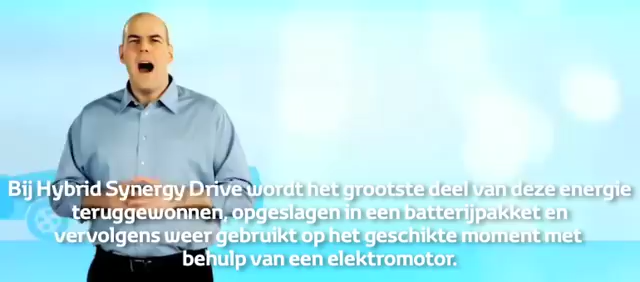 Bij Hybrid Synergy Drive wordt het grootste deel van deze energie
teruggewonnen, opgeslagen in een batterijpakket en
vervolgens weer gebruikt op het geschikte moment met
behulp van een elektromotor.